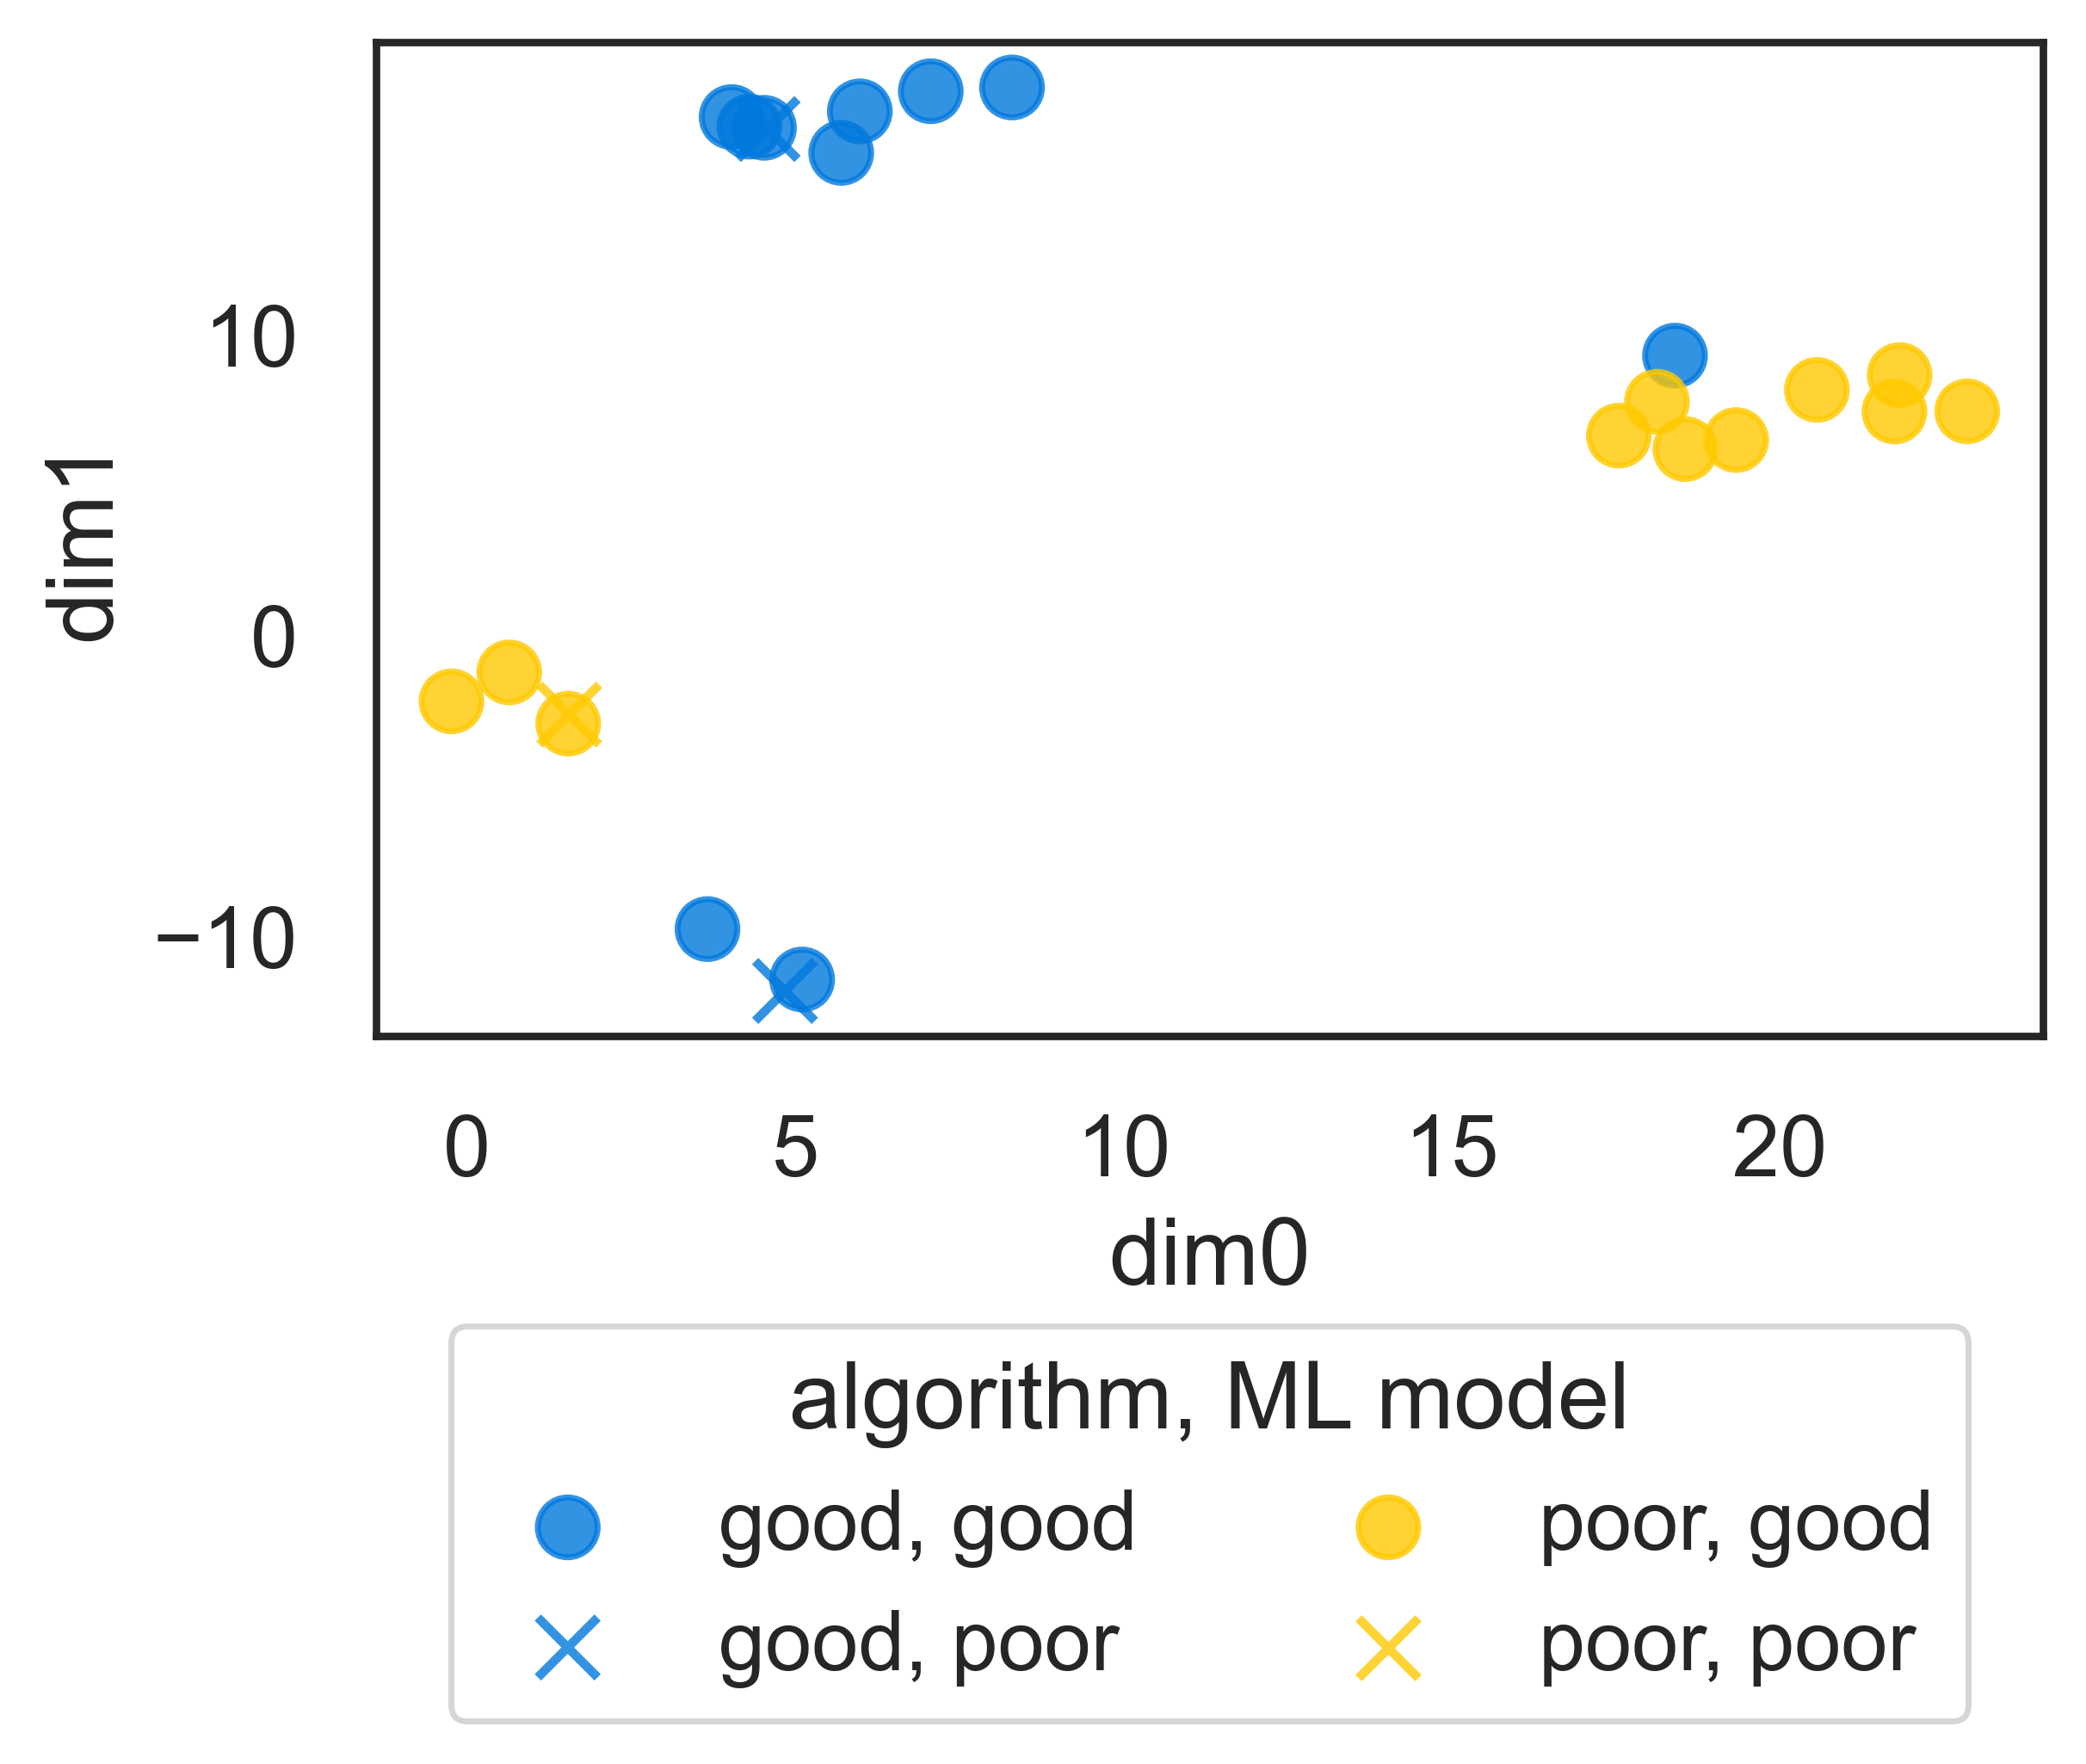 10
0
−10
dim1
0 5 10 15 20
dim0
algorithm, ML model
good, good poor, good
good, poor poor, poor